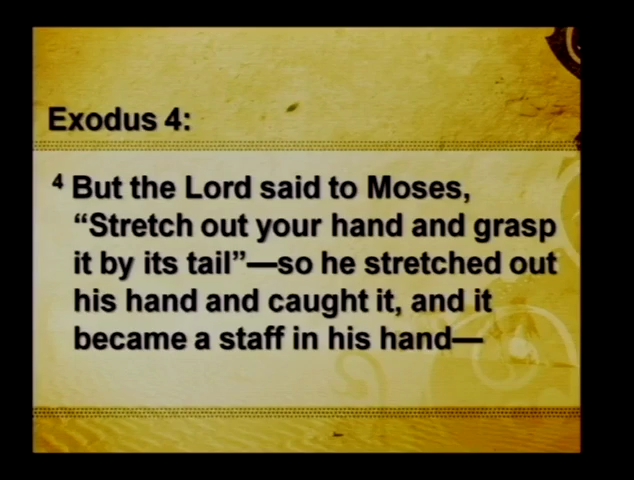 Exodus 4:
4 But the Lord said to Moses,
“Stretch out your hand and grasp
it by its tail”—so he stretched out
his hand and caught it, and it
became a staff in his hand—